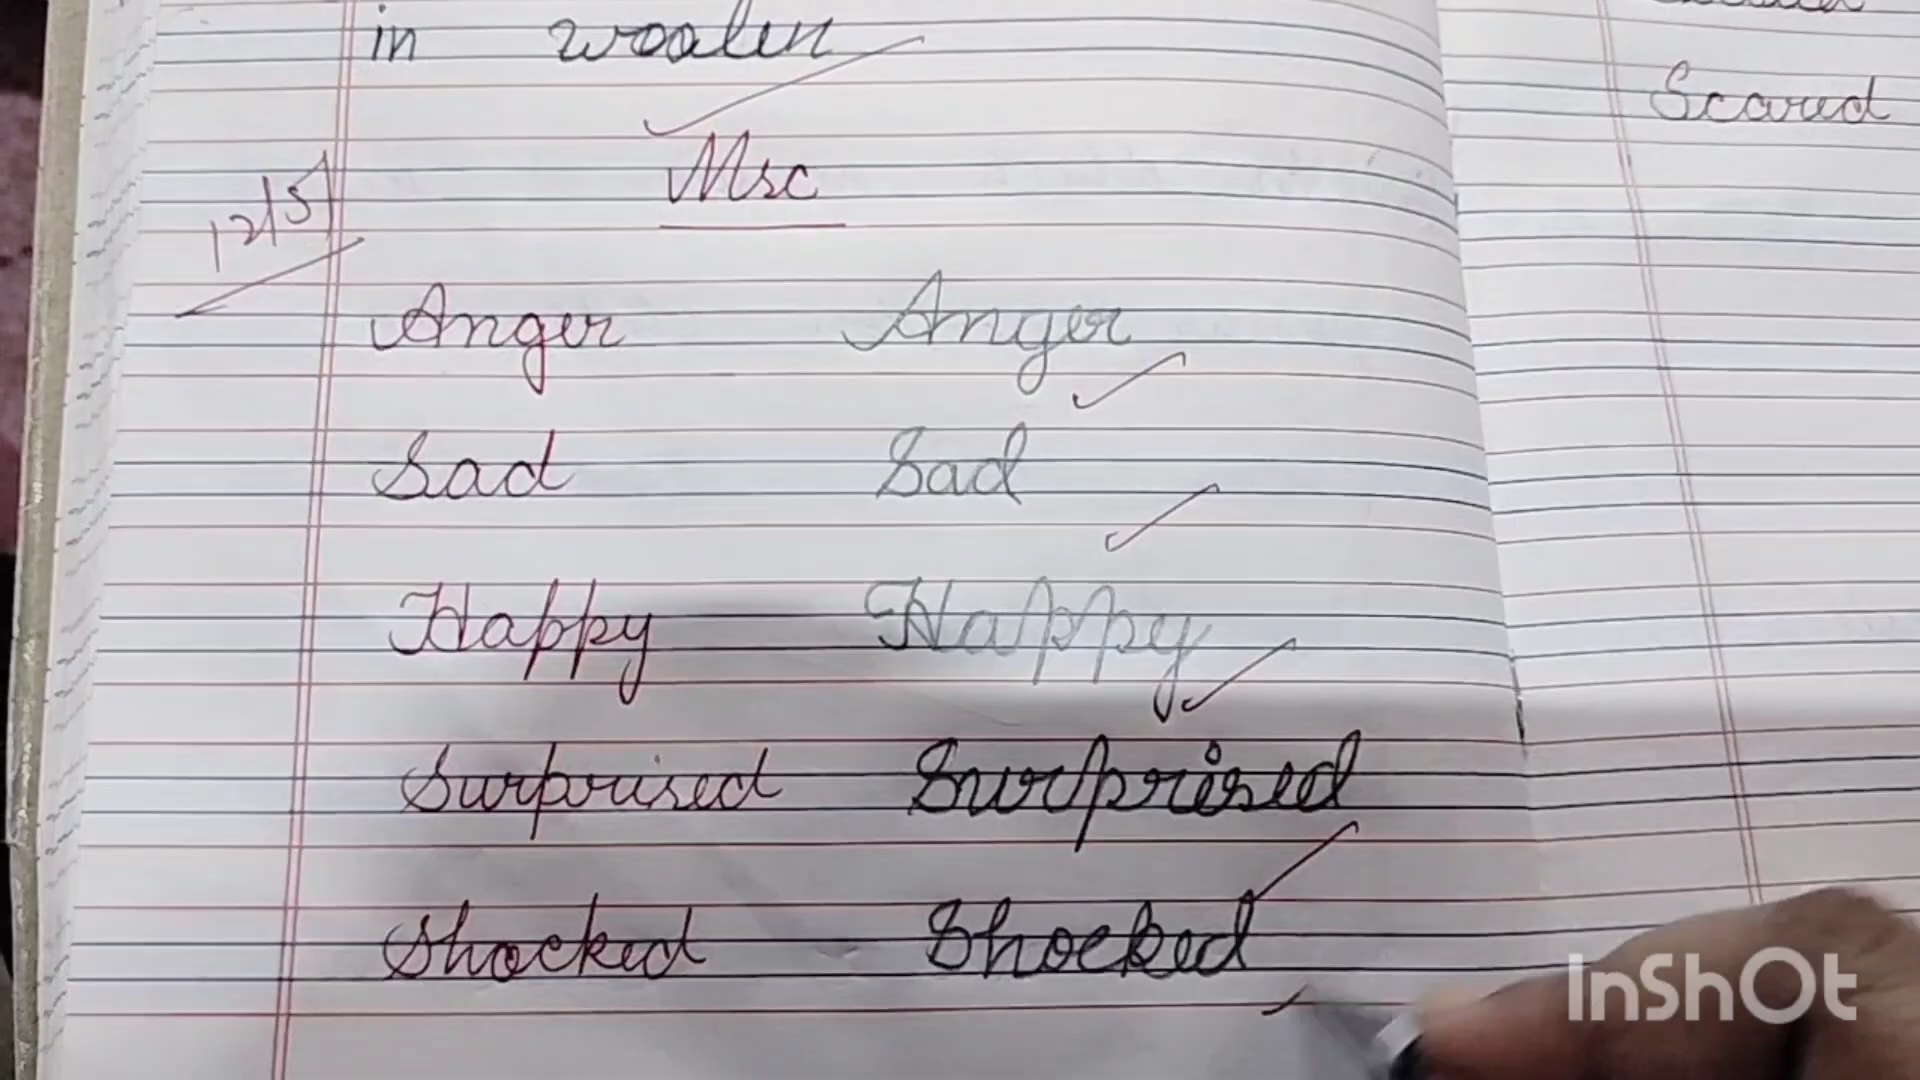 in woolen
Msc
12/5
Anger Anger
Sad Sad
Happy Happy
Surprised Surprised
Shocked Shocked
Scared
InShOt